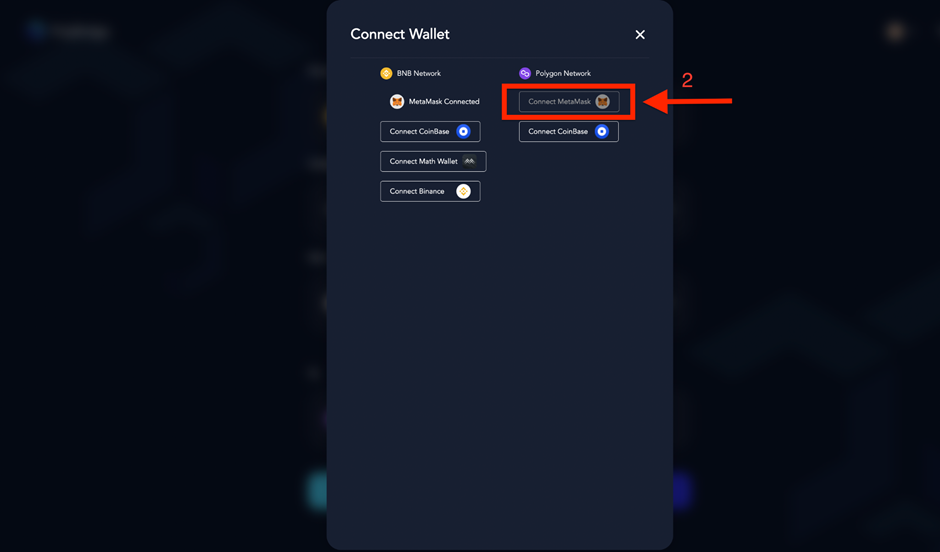 Connect Wallet
BNB Network
MetaMask Connected
Connect CoinBase
Connect Math Wallet
Connect Binance
Polygon Network
Connect MetaMask
Connect CoinBase
2